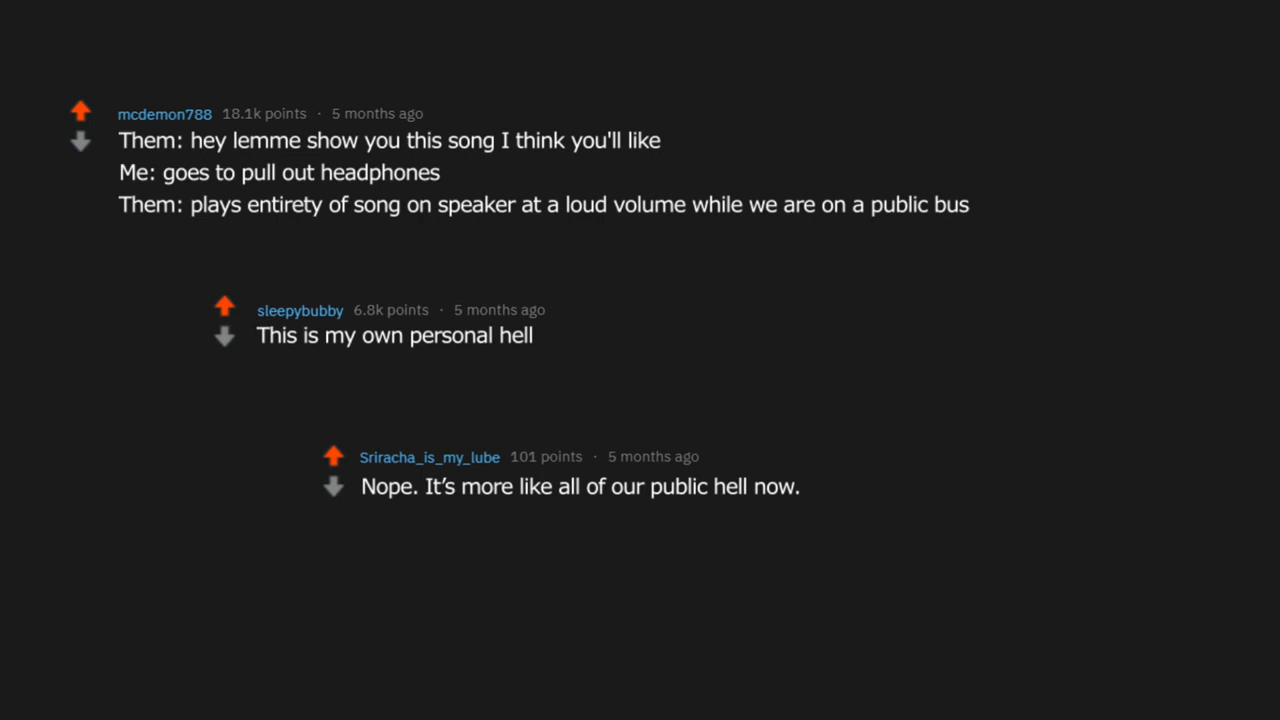 mcdemon788 18.1k points · 5 months ago
Them: hey lemme show you this song I think you'll like
Me: goes to pull out headphones
Them: plays entirety of song on speaker at a loud volume while we are on a public bus
sleepybubby 6.8k points · 5 months ago
This is my own personal hell
Sriracha_is_my_lube 101 points · 5 months ago
Nope. It’s more like all of our public hell now.